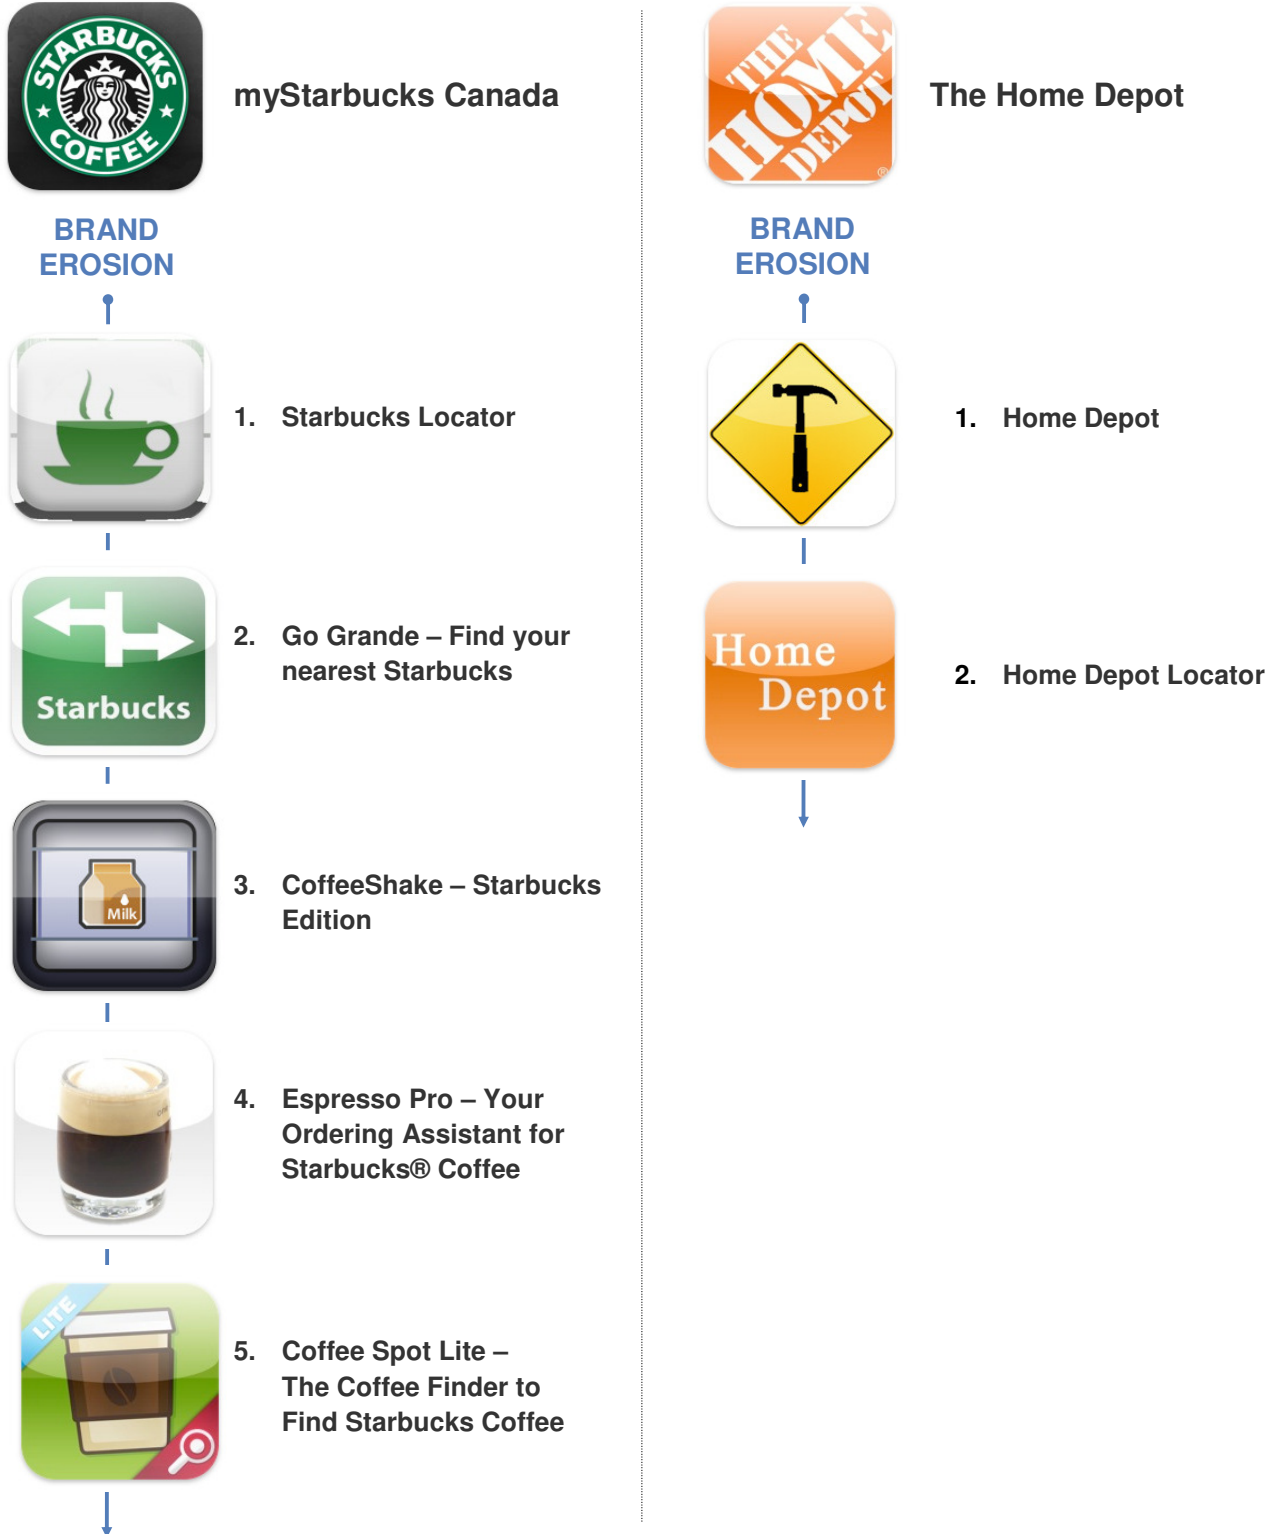 STARBUCKS
COFFEE
myStarbucks Canada
BRAND
EROSION
1. Starbucks Locator
Starbucks
2. Go Grande – Find your
nearest Starbucks
Milk
3. CoffeeShake – Starbucks
Edition
4. Espresso Pro – Your
Ordering Assistant for
Starbucks® Coffee
LITE
5. Coffee Spot Lite –
The Coffee Finder to
Find Starbucks Coffee
THE
HOME
DEPOT
®
The Home Depot
BRAND
EROSION
1. Home Depot
Home
Depot
2. Home Depot Locator